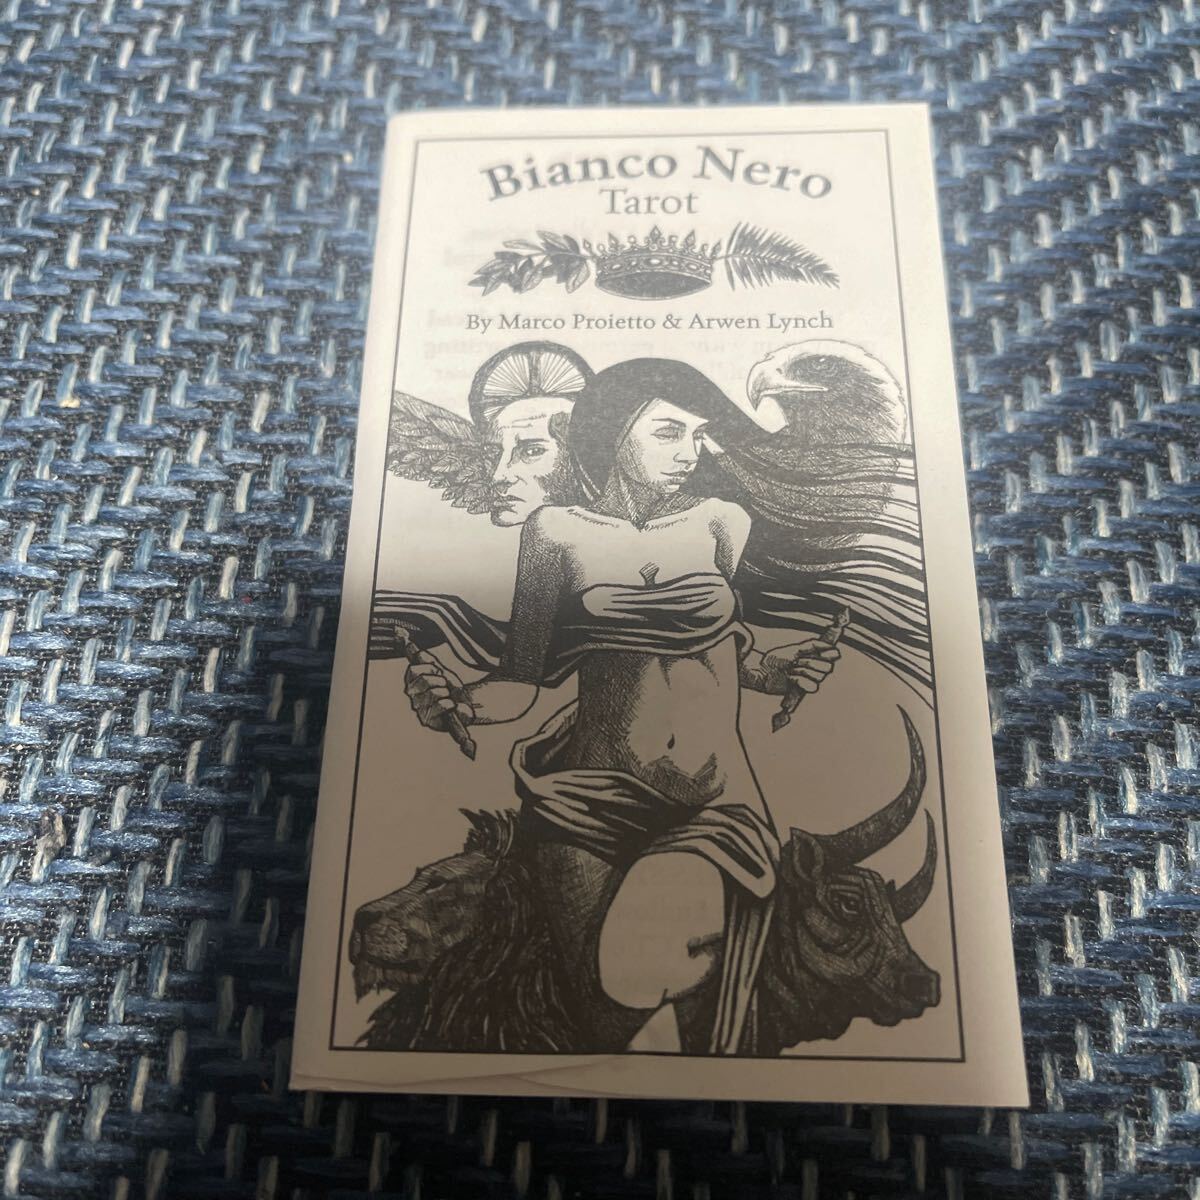 Bianco Nero
Tarot
By Marco Proietto & Arwen Lynch